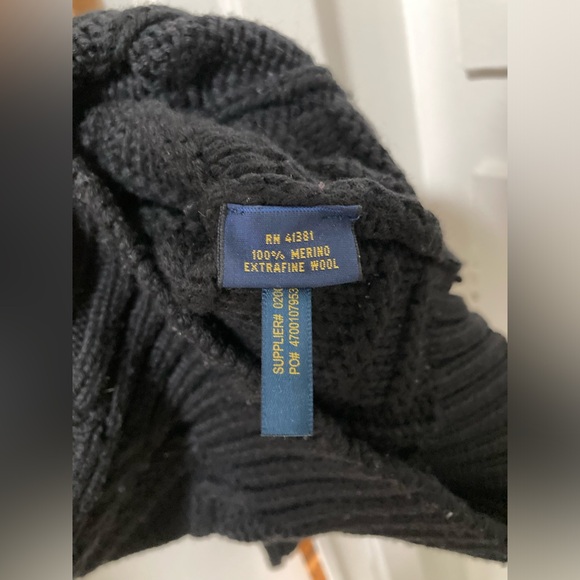 RN 41381
100% MERINO
EXTRAFINE WOOL
SUPPLIER# 020
PO# 4700107953